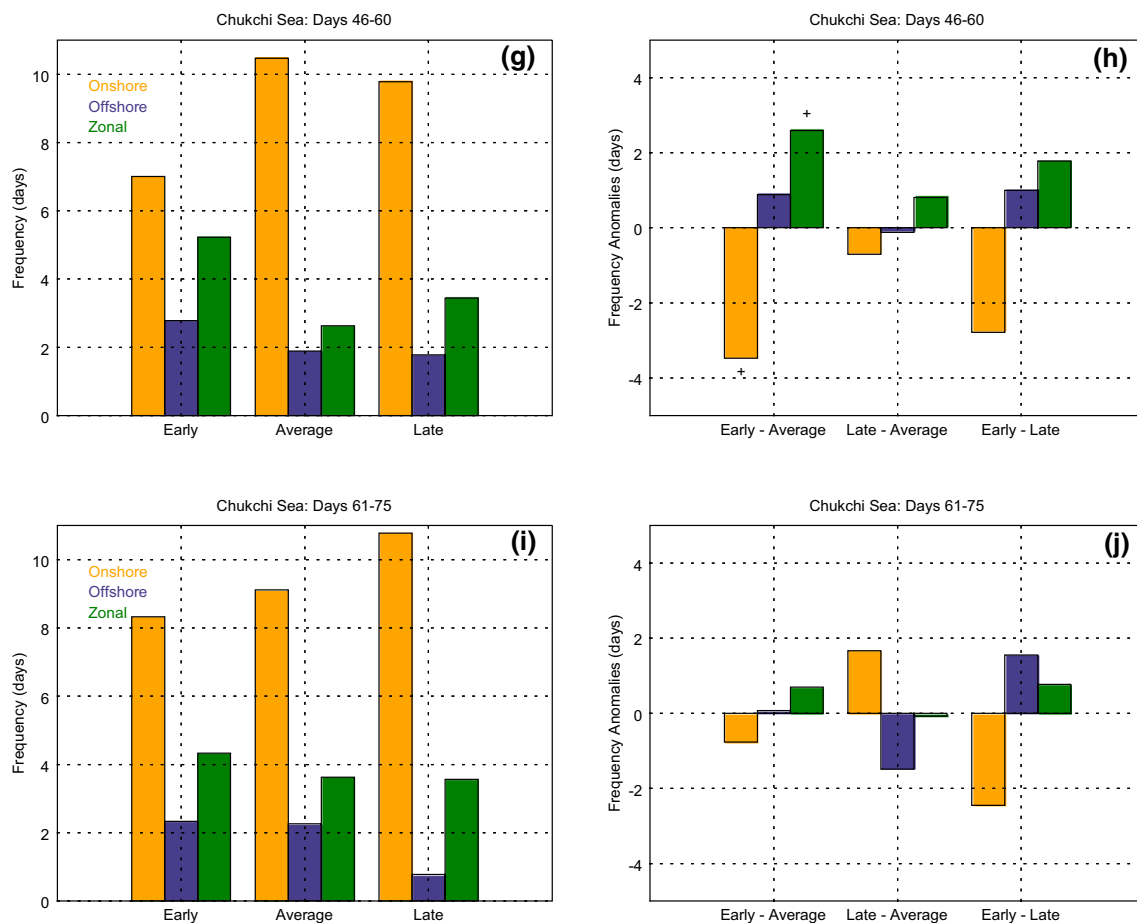 Chukchi Sea: Days 46-60
(g)
10
8
6
4
2
0
Frequency (days)
Onshore
Offshore
Zonal
Early Average Late
Chukchi Sea: Days 46-60
(h)
4
2
0
-2
-4
Frequency Anomalies (days)
+
+
Early - Average Late - Average Early - Late
Chukchi Sea: Days 61-75
(i)
10
8
6
4
2
0
Frequency (days)
Onshore
Offshore
Zonal
Early Average Late
Chukchi Sea: Days 61-75
(j)
4
2
0
-2
-4
Frequency Anomalies (days)
Early - Average Late - Average Early - Late